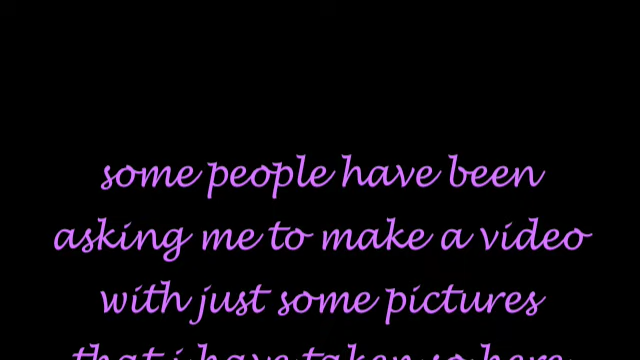 some people have been
asking me to make a video
with just some pictures
that i have taken so here